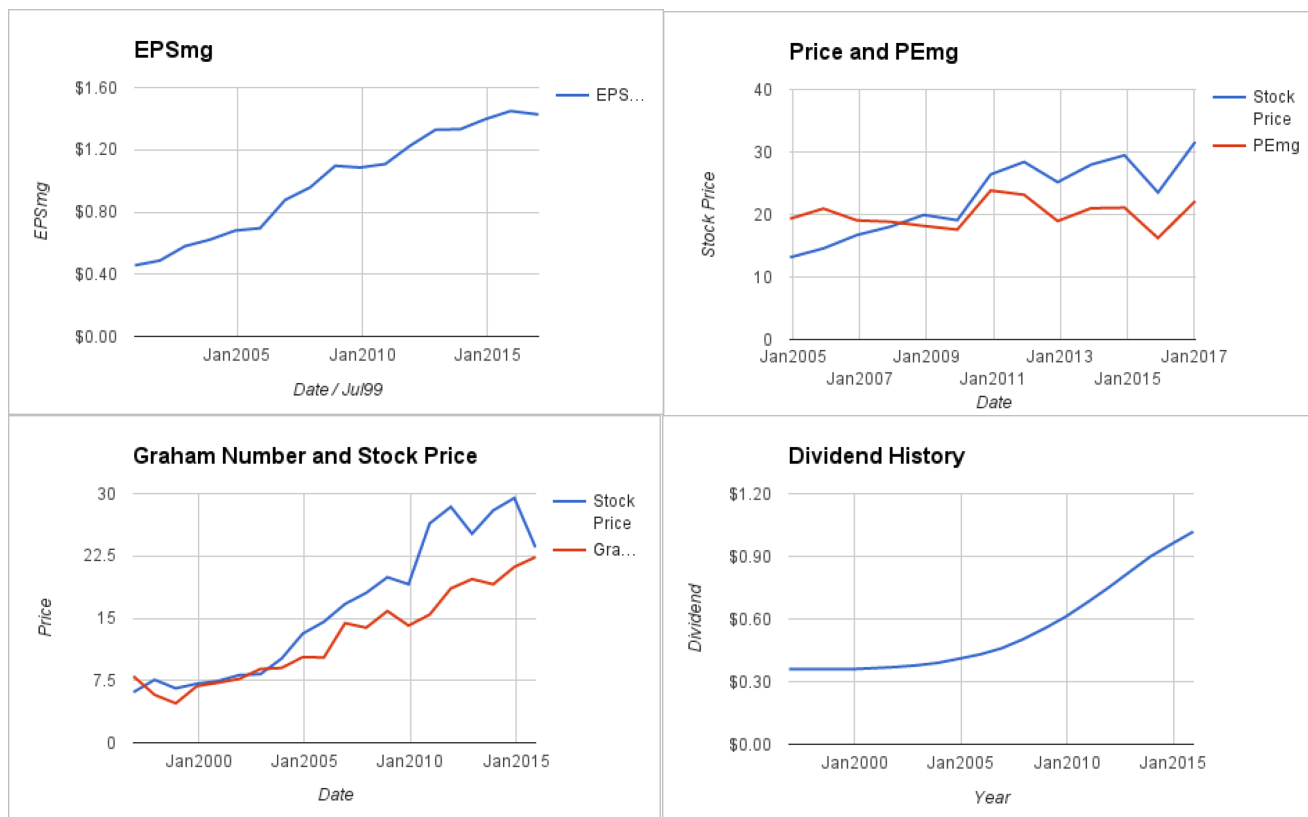 EPSmg
$1.60
$1.20
$0.80
$0.40
$0.00
EPSmg
Jan2005
Jan2010
Jan2015
Date / Jul99
EPS...
Price and PEmg
40
30
20
10
0
Stock Price
Jan2005
Jan2009
Jan2013
Jan2017
Jan2007
Jan2011
Jan2015
Date
Stock
Price
PEmg
Graham Number and Stock Price
30
22.5
15
7.5
0
Price
Jan2000
Jan2005
Jan2010
Jan2015
Date
Stock
Price
Gra...
Dividend History
$1.20
$0.90
$0.60
$0.30
$0.00
Dividend
Jan2000
Jan2005
Jan2010
Jan2015
Year